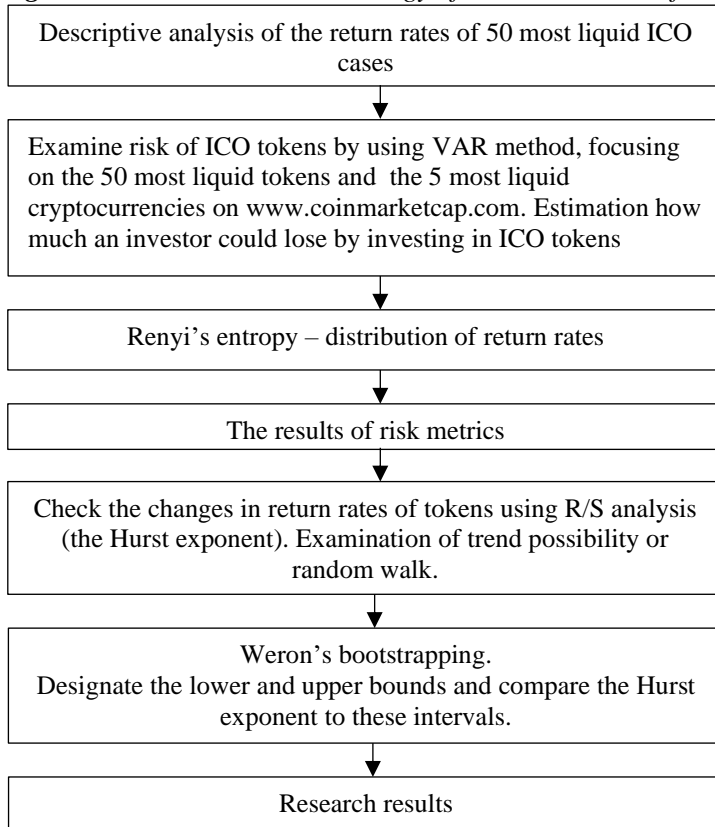 Descriptive analysis of the return rates of 50 most liquid ICO
cases
Examine risk of ICO tokens by using VAR method, focusing
on the 50 most liquid tokens and the 5 most liquid
cryptocurrencies on www.coinmarketcap.com. Estimation how
much an investor could lose by investing in ICO tokens
Renyi’s entropy – distribution of return rates
The results of risk metrics
Check the changes in return rates of tokens using R/S analysis
(the Hurst exponent). Examination of trend possibility or
random walk.
Weron’s bootstrapping.
Designate the lower and upper bounds and compare the Hurst
exponent to these intervals.
Research results